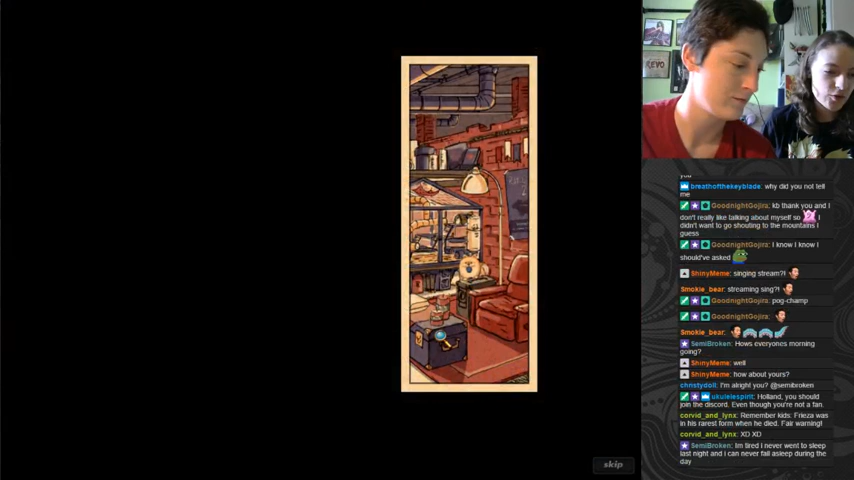 you
breathofthekeyblade: why did you not tell
me
GoodnightGojira: kb thank you and I
don't really like talking about myself so
didn't want to go shouting to the mountains I
guess
GoodnightGojira: I know I know I
should've asked
ShinyMeme: singing stream?!
Smokie_bear: streaming sing?!
GoodnightGojira: pog-champ
GoodnightGojira:
Smokie_bear:
SemiBroken: Hows everyones morning
going?
ShinyMeme: well
ShinyMeme: how about yours?
christydoll: I'm alright you? @semibroken
ukulelespirit: Holland, you should
join the discord. Even though you're not a fan.
corvid_and_lynx: Remember kids: Frieza was
in his rarest form when he died. Fair warning!
corvid_and_lynx: XD XD
SemiBroken: Im tired I never went to sleep
last night and i can never fall asleep during the
day
skip